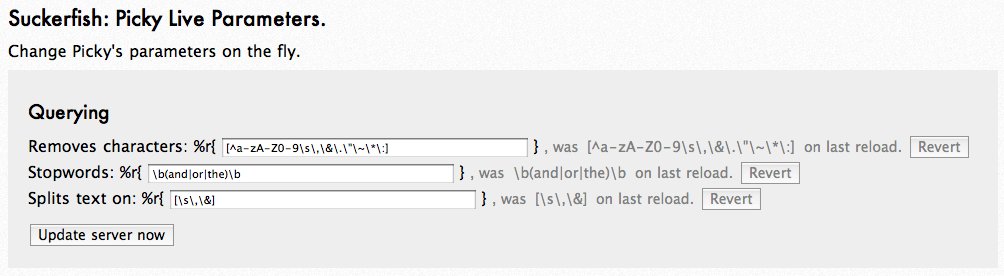 Suckerfish: Picky Live Parameters.
Change Picky's parameters on the fly.
Querying
Removes characters: %r{ [^a-zA-Z0-9\s\,\&\.\"\~\*\:] } , was [^a-zA-Z0-9\s\,\&\.\"\~\*\:] on last reload. Revert
Stopwords: %r{ \b(and|or|the)\b } , was \b(and|or|the)\b on last reload. Revert
Splits text on: %r{ [\s\,\&] } , was [\s\,\&] on last reload. Revert
Update server now